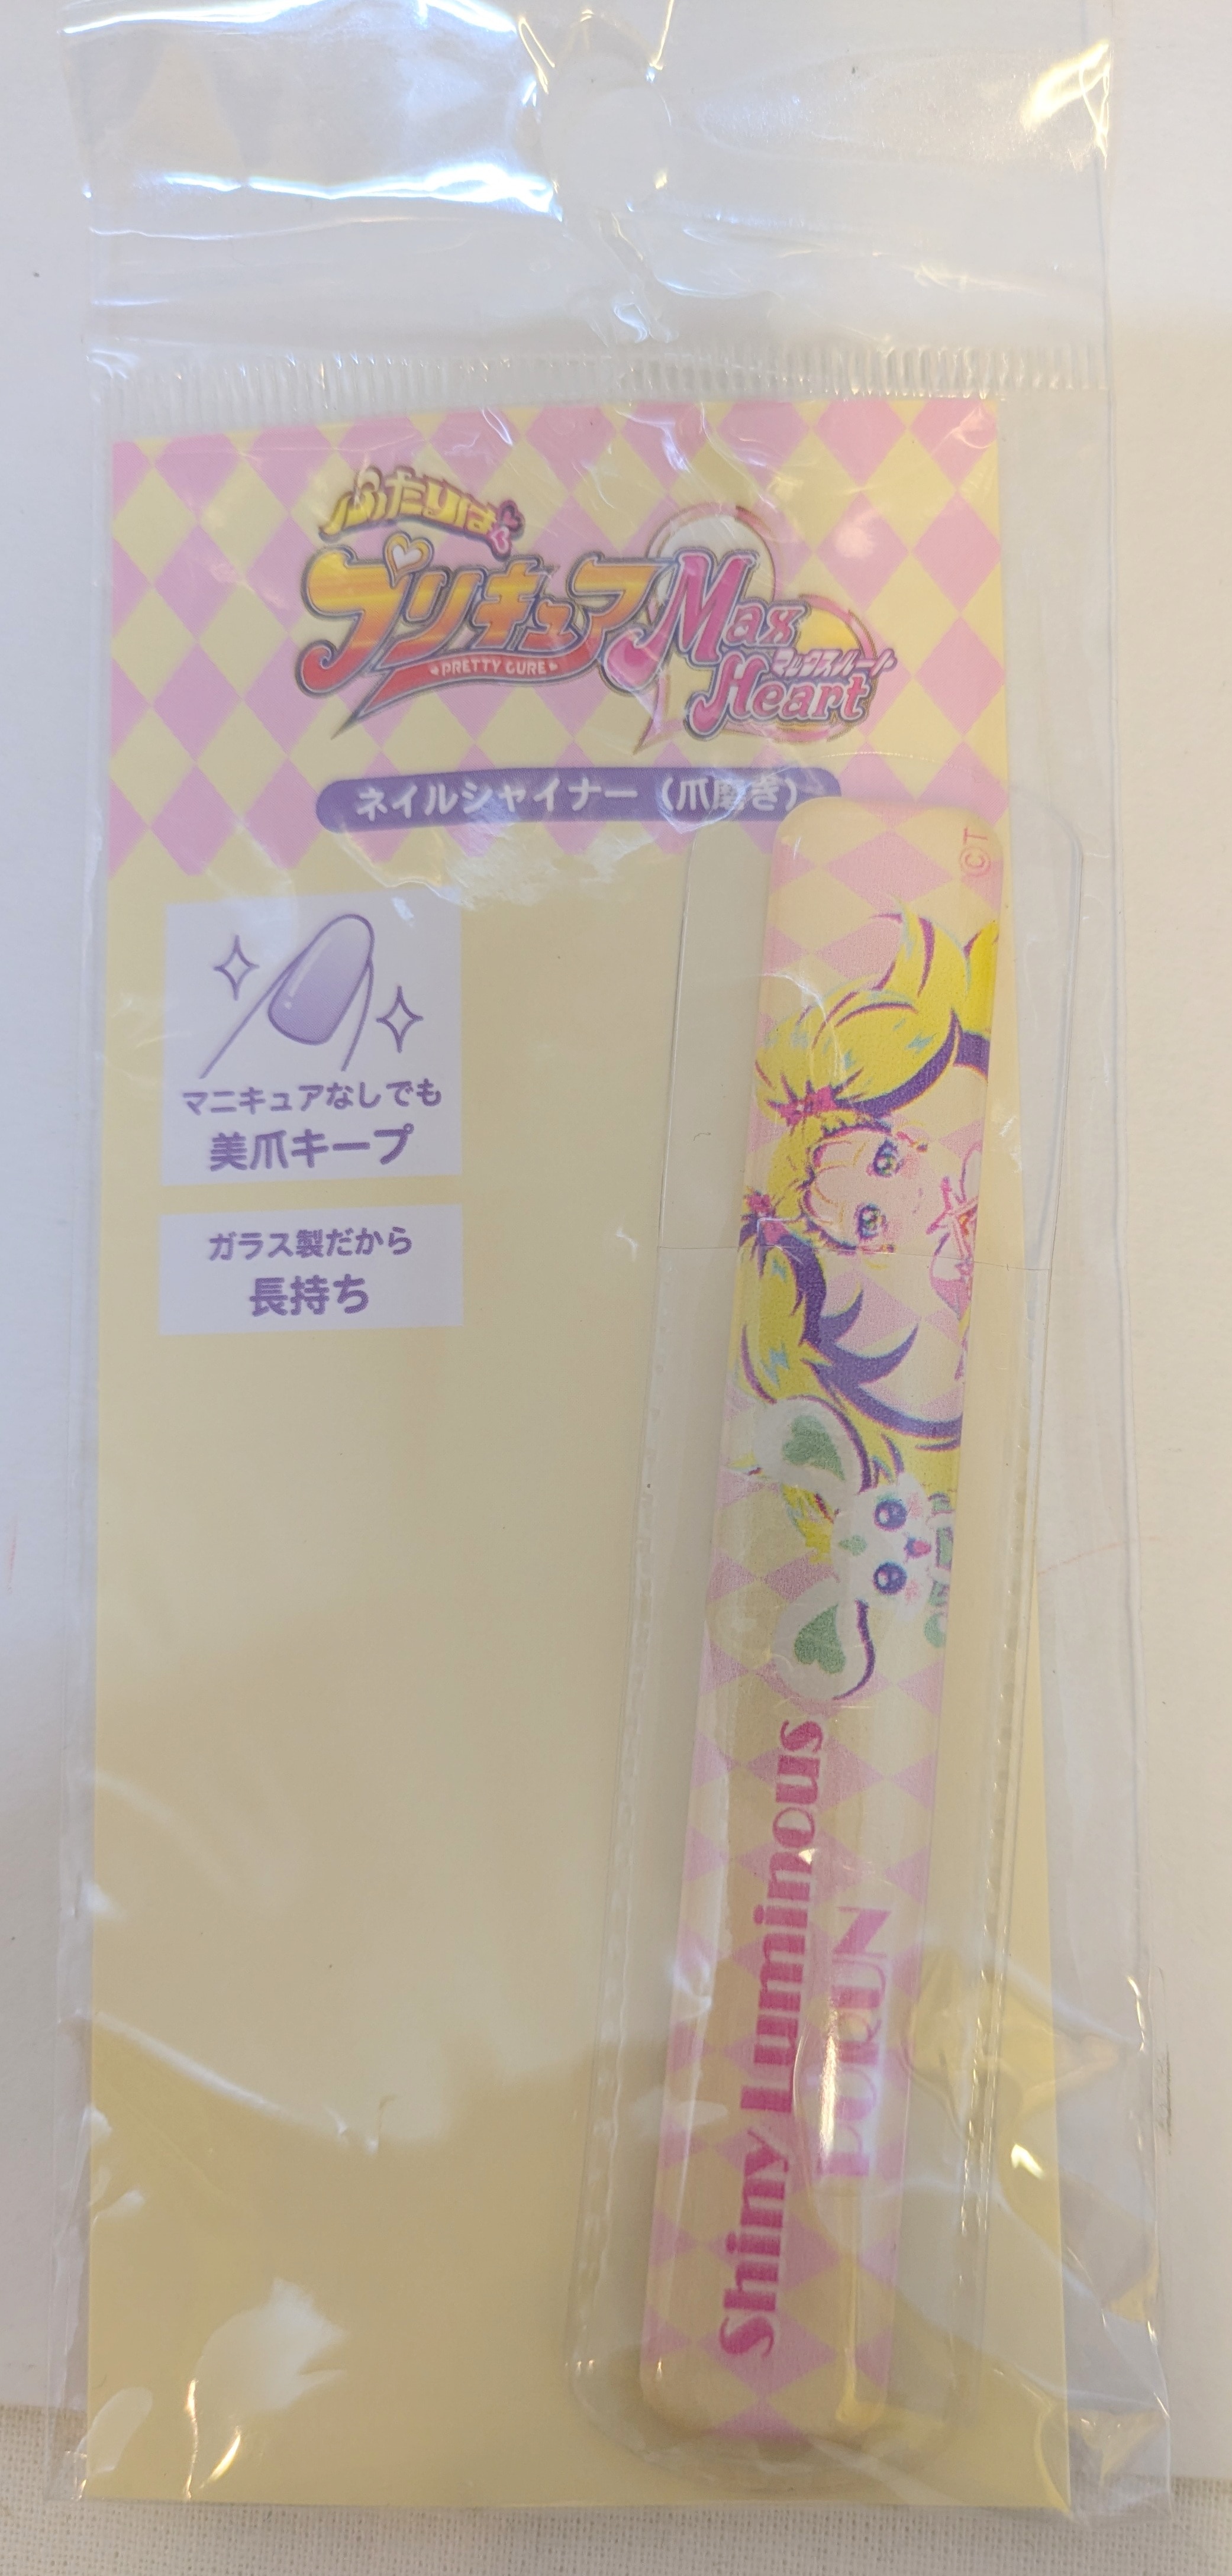 ふたりは
プリキュア
PRETTY CURE
Max
マックスハート
Heart
ネイルシャイナー（爪磨き）
マニキュアなしでも
美爪キープ
ガラス製だから
長持ち
©T
Shiny Luminous
PORUN